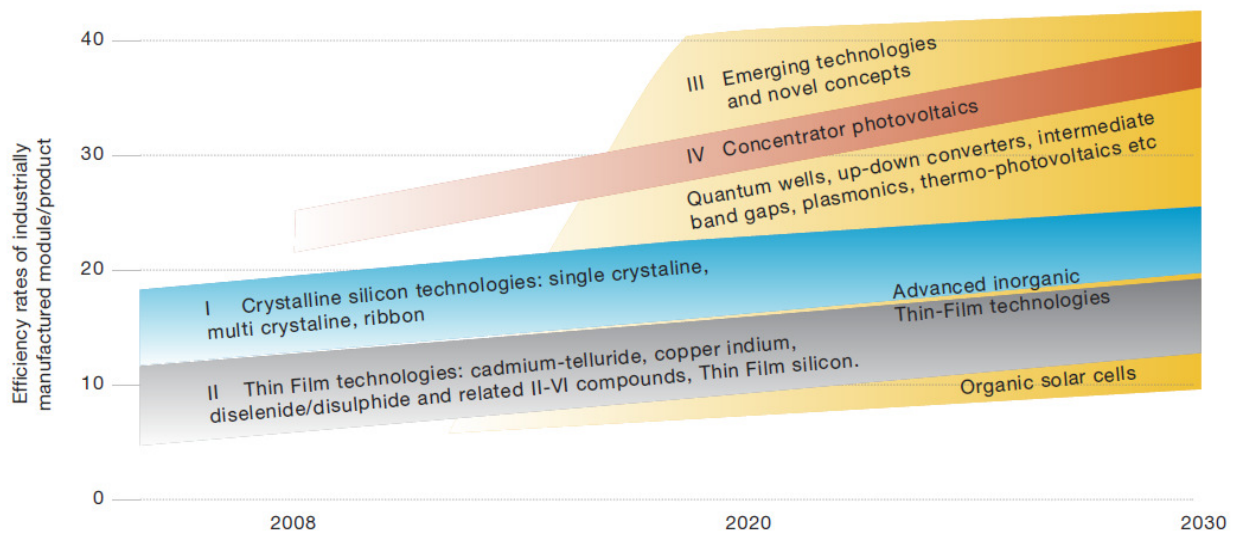 Efficiency rates of industrially
manufactured module/product
40
30
20
10
0
III Emerging technologies
and novel concepts
IV Concentrator photovoltaics
Quantum wells, up-down converters, intermediate
band gaps, plasmonics, thermo-photovoltaics etc
I Crystalline silicon technologies: single crystaline,
multi crystaline, ribbon
Advanced inorganic
Thin-Film technologies
II Thin Film technologies: cadmium-telluride, copper indium,
diselenide/disulphide and related II-VI compounds, Thin Film silicon.
Organic solar cells
2008
2020
2030